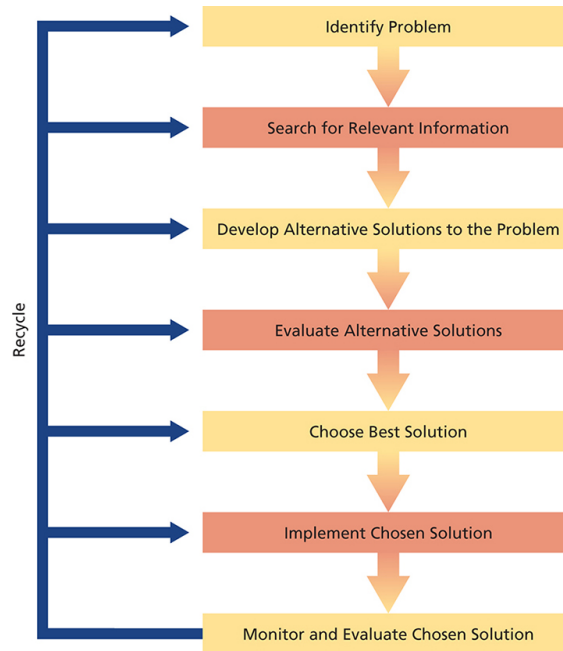 Identify Problem
Search for Relevant Information
Develop Alternative Solutions to the Problem
Evaluate Alternative Solutions
Recycle
Choose Best Solution
Implement Chosen Solution
Monitor and Evaluate Chosen Solution